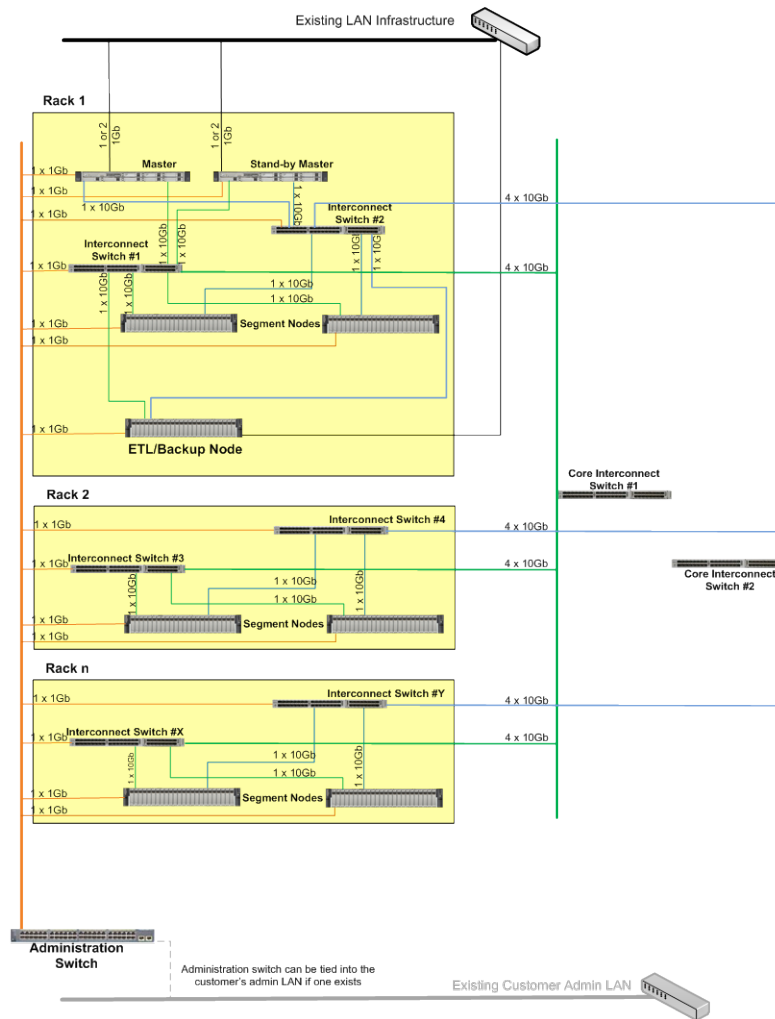 Existing LAN Infrastructure
Rack 1
1 or 2
1Gb
1 or 2
1Gb
1 x 1Gb
Master
Stand-by Master
1 x 1Gb
1 x 10Gb
1 x 10Gb
4 x 10Gb
1 x 1Gb
Interconnect
Switch #2
Interconnect
Switch #1
1 x 10Gb
1 x 10Gb
1 x 10Gb
1 x 10Gb
1 x 1Gb
4 x 10Gb
1 x 10Gb
1 x 10Gb
1 x 10Gb
1 x 10Gb
1 x 1Gb
Segment Nodes
1 x 1Gb
1 x 1Gb
ETL/Backup Node
Core Interconnect
Switch #1
Rack 2
1 x 1Gb
Interconnect Switch #4
4 x 10Gb
Interconnect Switch #3
1 x 1Gb
4 x 10Gb
1 x 10Gb
1 x 10Gb
1 x 10Gb
1 x 10Gb
Core Interconnect
Switch #2
1 x 1Gb
Segment Nodes
1 x 1Gb
Rack n
1 x 1Gb
Interconnect Switch #Y
4 x 10Gb
Interconnect Switch #X
1 x 1Gb
4 x 10Gb
1 x 10Gb
1 x 10Gb
1 x 10Gb
1 x 10Gb
1 x 1Gb
Segment Nodes
1 x 1Gb
Administration
Switch
Administration switch can be tied into the
customer's admin LAN if one exists
Existing Customer Admin LAN